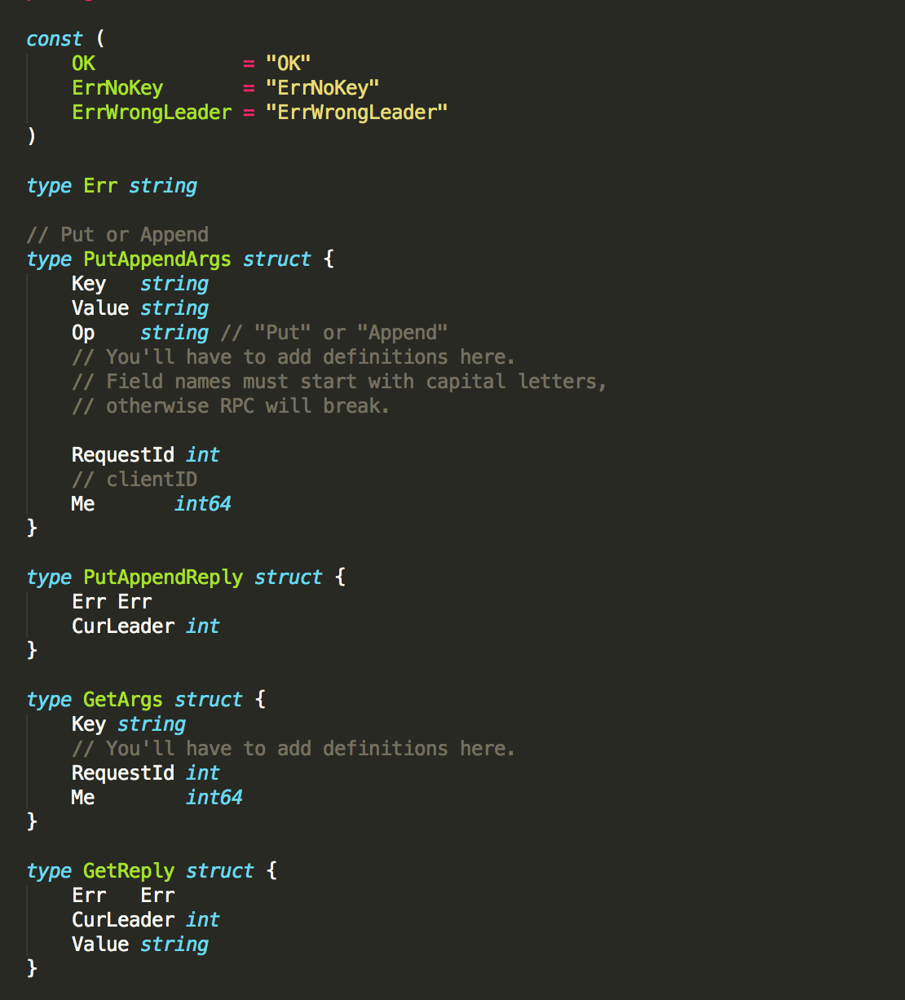 const (
    OK             = "OK"
    ErrNoKey       = "ErrNoKey"
    ErrWrongLeader = "ErrWrongLeader"
)
type Err string
// Put or Append
type PutAppendArgs struct {
    Key   string
    Value string
    Op    string // "Put" or "Append"
    // You'll have to add definitions here.
    // Field names must start with capital letters,
    // otherwise RPC will break.
    RequestId int
    // clientID
    Me       int64
}
type PutAppendReply struct {
    Err Err
    CurLeader int
}
type GetArgs struct {
    Key string
    // You'll have to add definitions here.
    RequestId int
    Me        int64
}
type GetReply struct {
    Err   Err
    CurLeader int
    Value string
}